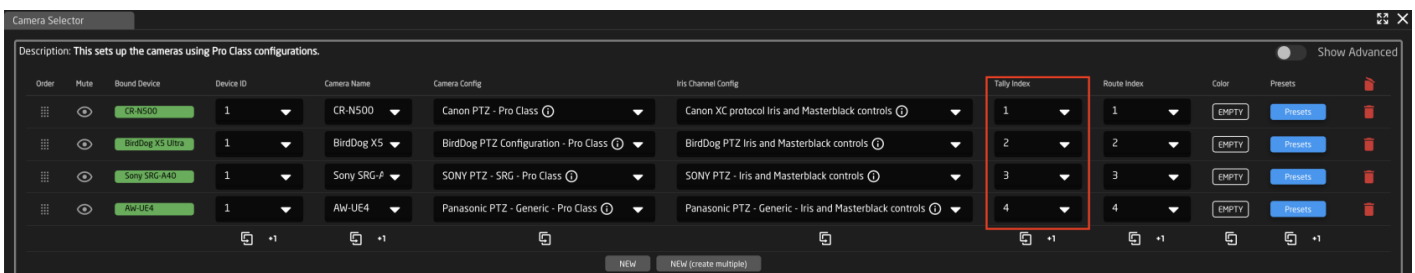 Camera Selector
Description: This sets up the cameras using Pro Class configurations.
Show Advanced
Order Mute Bound Device Device ID Camera Name Camera Config Iris Channel Config Tally Index Route Index Color Presets
CR-N500 1 CR-N500 Canon PTZ - Pro Class Canon XC protocol Iris and Masterblack controls 1 1 EMPTY Presets
BirdDog X5 Ultra 1 BirdDog X5 BirdDog PTZ Configuration - Pro Class BirdDog PTZ Iris and Masterblack controls 2 2 EMPTY Presets
Sony SRG-A40 1 Sony SRG-A SONY PTZ - SRG - Pro Class SONY PTZ - Iris and Masterblack controls 3 3 EMPTY Presets
AW-UE4 1 AW-UE4 Panasonic PTZ - Generic - Pro Class Panasonic PTZ - Generic - Iris and Masterblack controls 4 4 EMPTY Presets
+1 +1 +1 +1 +1
NEW NEW (create multiple)